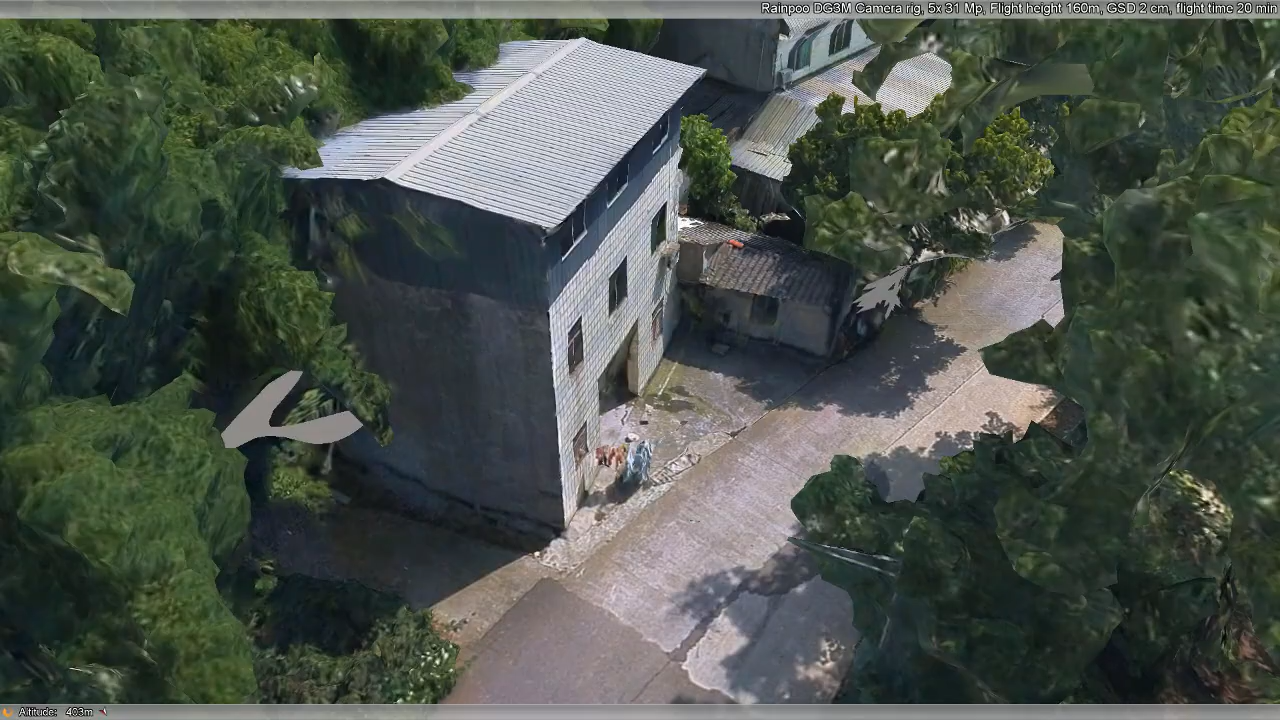 Rainpoo DG3M Camera rig, 5x 31 Mp, Flight height 160m, GSD 2 cm, flight time 20 min
Altitude: 403m